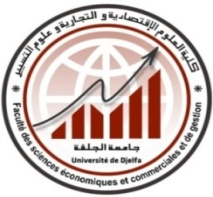 كلية العلوم الإقتصادية و التجارية و علوم التسيير
جامعة الجلفة
Université de Djelfa
Faculté des sciences économiques et commerciales et de gestion